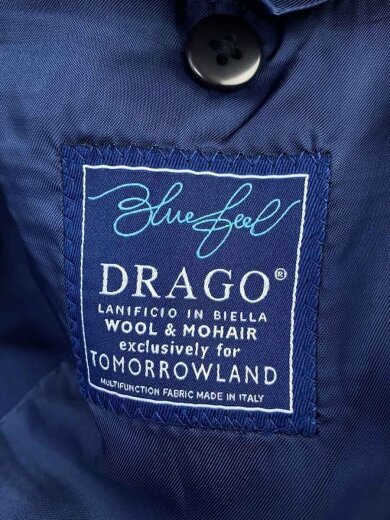 Blue feel
DRAGO®
LANIFICIO IN BIELLA
WOOL & MOHAIR
exclusively for
TOMORROWLAND
MULTIFUNCTION FABRIC MADE IN ITALY